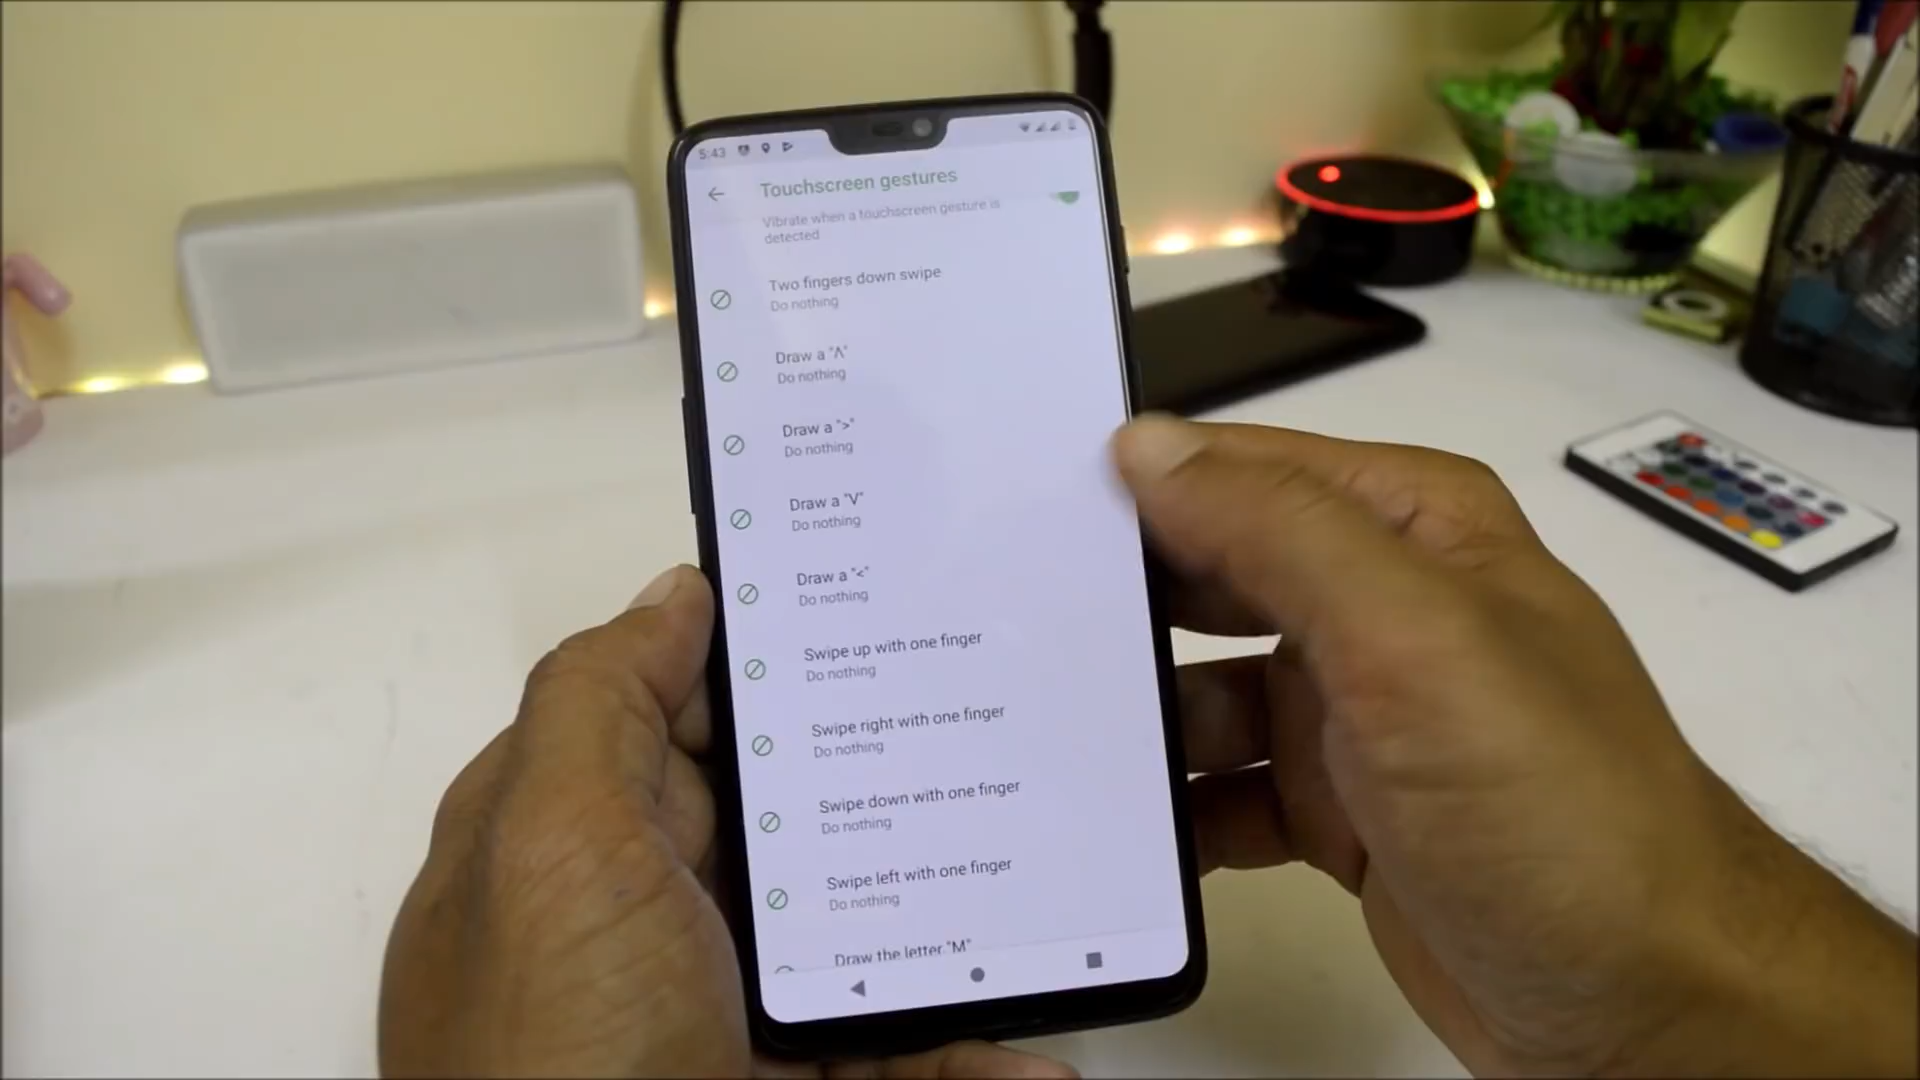 5:43
Touchscreen gestures
Vibrate when a touchscreen gesture is
detected
Two fingers down swipe
Do nothing
Draw a "Λ"
Do nothing
Draw a ">"
Do nothing
Draw a "V"
Do nothing
Draw a "<"
Do nothing
Swipe up with one finger
Do nothing
Swipe right with one finger
Do nothing
Swipe down with one finger
Do nothing
Swipe left with one finger
Do nothing
Draw the letter "M"